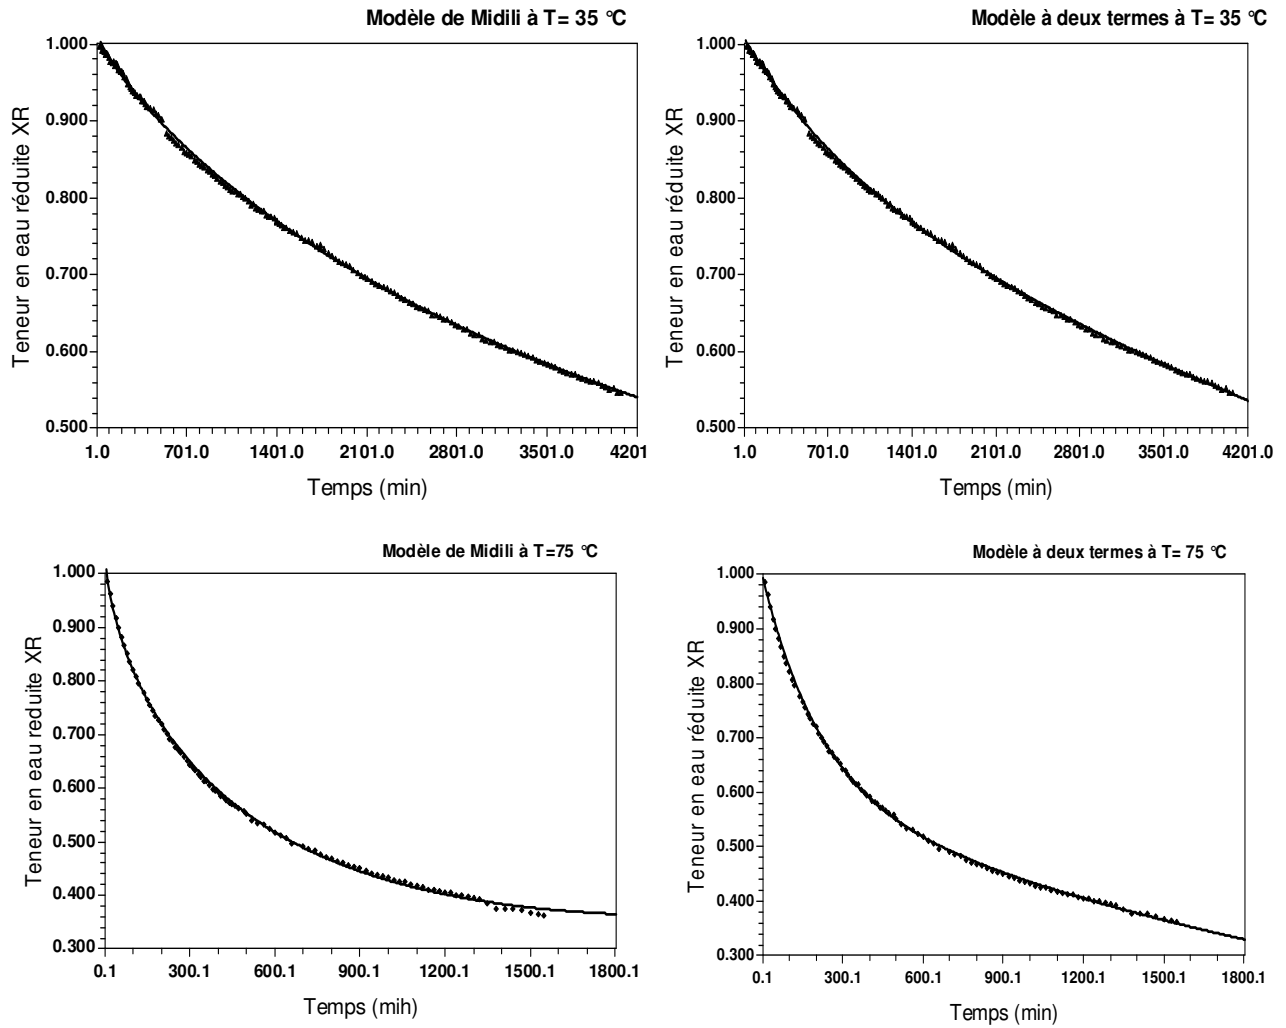 Modèle de Midili à T= 35 °C
Teneur en eau réduite XR
1.000
0.900
0.800
0.700
0.600
0.500
1.0 701.0 1401.0 2101.0 2801.0 3501.0 4201
Temps (min)
Modèle à deux termes à T= 35 °C
Teneur en eau réduite XR
1.000
0.900
0.800
0.700
0.600
0.500
1.0 701.0 1401.0 2101.0 2801.0 3501.0 4201.0
Temps (min)
Modèle de Midili à T=75 °C
Teneur en eau reduite XR
1.000
0.900
0.800
0.700
0.600
0.500
0.400
0.300
0.1 300.1 600.1 900.1 1200.1 1500.1 1800.1
Temps (mih)
Modèle à deux termes à T= 75 °C
Teneur en eau réduite XR
1.000
0.900
0.800
0.700
0.600
0.500
0.400
0.300
0.1 300.1 600.1 900.1 1200.1 1500.1 1800.1
Temps (min)